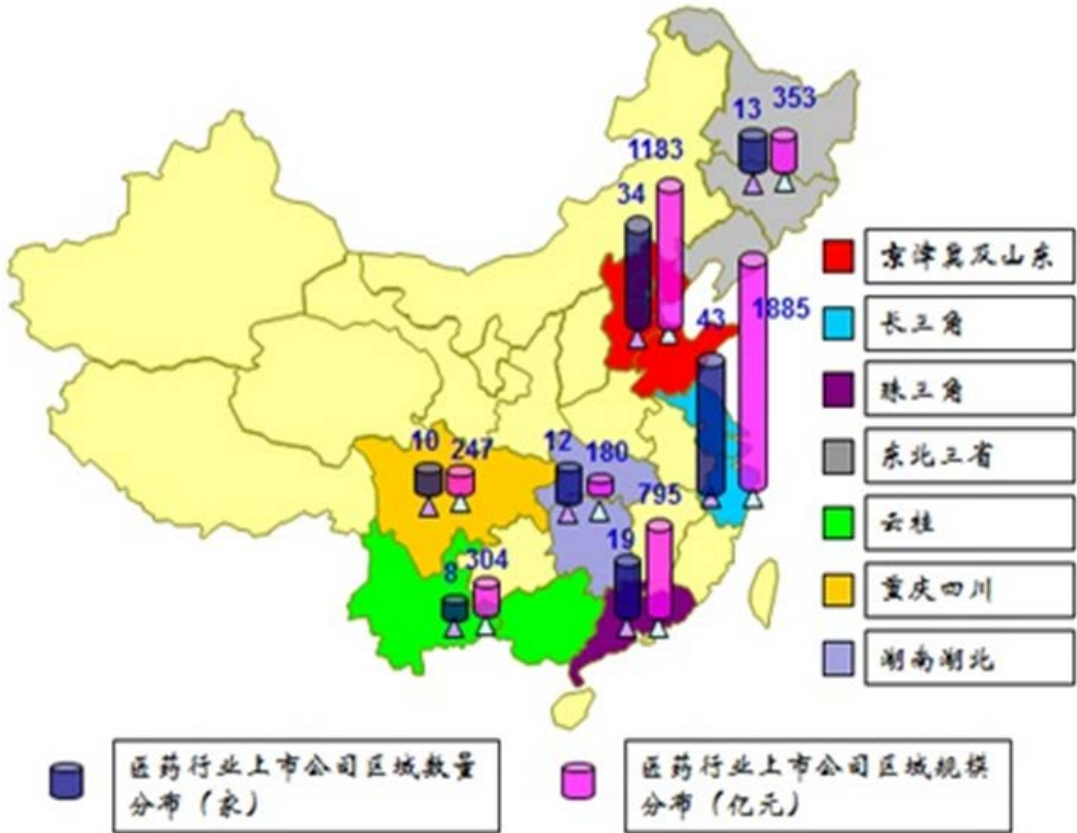 13
353
1183
34
1885
43
10
247
12
180
795
19
8
304
京津冀及山东
长三角
珠三角
东北三省
云桂
重庆四川
湖南湖北
医药行业上市公司区域数量
分布（家）
医药行业上市公司区域规模
分布（亿元）